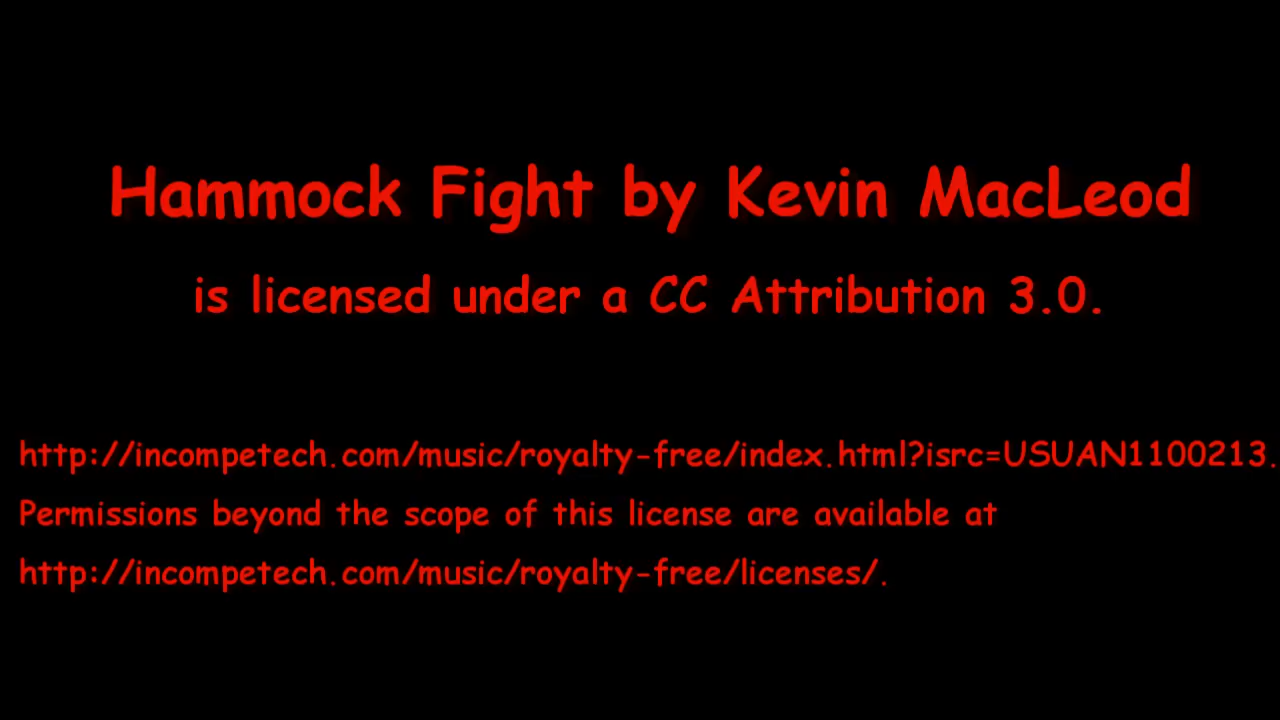 Hammock Fight by Kevin MacLeod
is licensed under a CC Attribution 3.0.
http://incompetech.com/music/royalty-free/index.html?isrc=USUAN1100213.
Permissions beyond the scope of this license are available at
http://incompetech.com/music/royalty-free/licenses/.